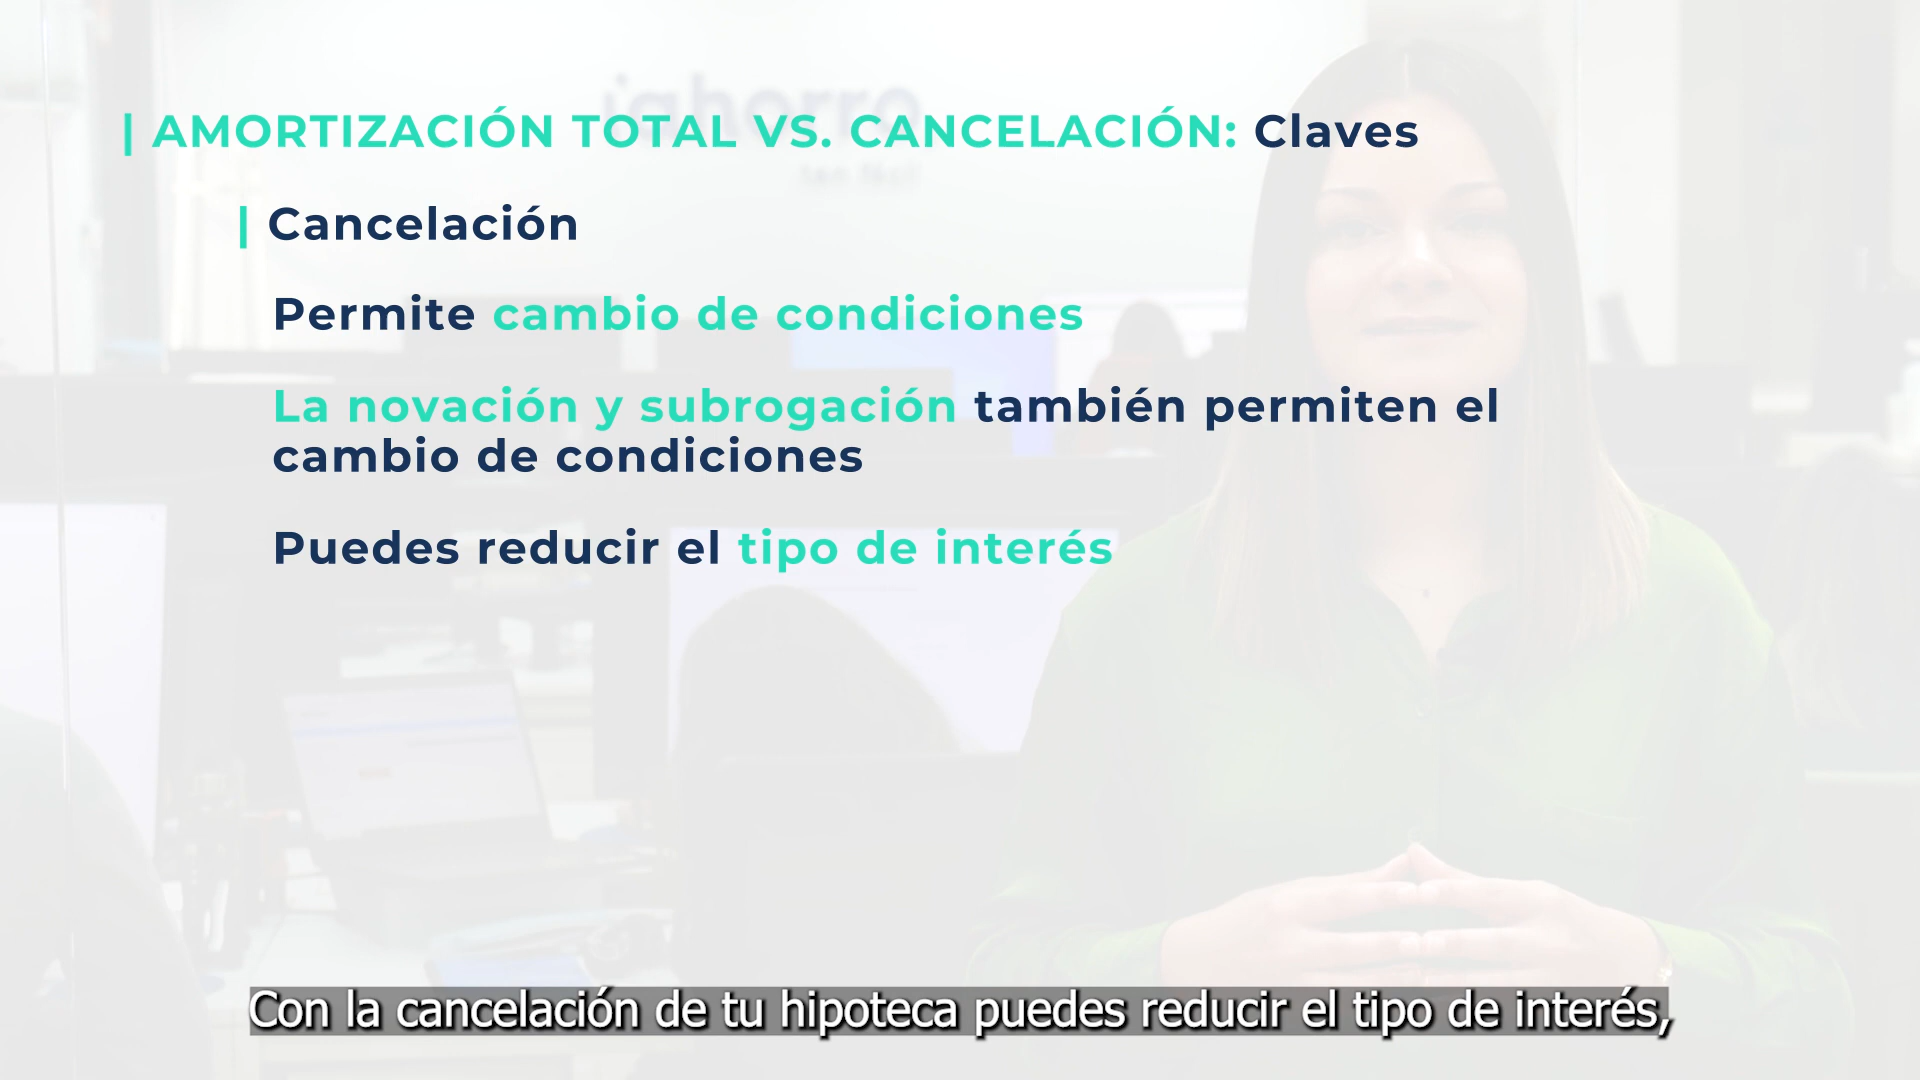 iahorro
| AMORTIZACIÓN TOTAL VS. CANCELACIÓN: Claves
| Cancelación
Permite cambio de condiciones
La novación y subrogación también permiten el
cambio de condiciones
Puedes reducir el tipo de interés
Con la cancelación de tu hipoteca puedes reducir el tipo de interés,